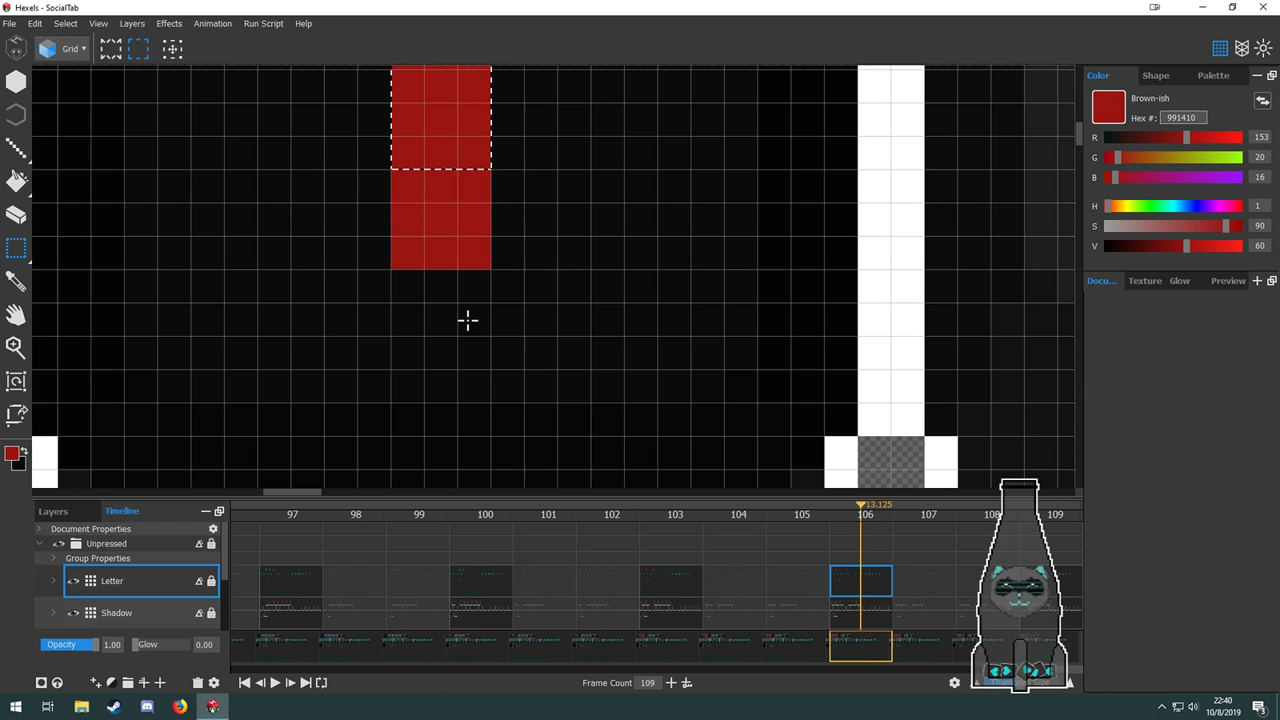 Hexels - SocialTab
File Edit Select View Layers Effects Animation Run Script Help
Grid
Color Shape Palette
Brown-ish
Hex #: 991410
R 153
G 20
B 16
H 1
S 90
V 60
Docu... Texture Glow Preview
Layers Timeline
13.125
97 98 99 100 101 102 103 104 105 106 107 108 109
Document Properties
Unpressed
Group Properties
Letter
Shadow
Opacity 1.00 Glow 0.00
Frame Count 109
Size
22:40
10/8/2019
3